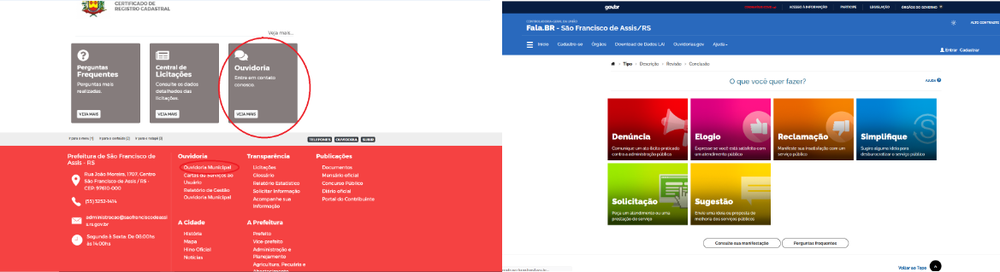 CERTIFICADO DE
REGISTRO CADASTRAL
Veja mais...
Perguntas
Frequentes
Perguntas mais
realizadas.
VEJA MAIS
Central de
Licitações
Consulte os dados
detalhados das
licitações.
VEJA MAIS
Ouvidoria
Entre em contato
conosco.
VEJA MAIS
Ir para o menu [1] Ir para o conteúdo [2] Ir para o rodapé [3]
TELEFONES OUVIDORIA SUBIR
Prefeitura de São Francisco de
Assis - RS
Rua João Moreira, 1707, Centro
São Francisco de Assis / RS -
CEP: 97610-000
(55) 3252-1414
administracao@saofranciscodeassi
s.rs.gov.br
Segunda à Sexta: De 08:00hs
às 14:00hs
Ouvidoria
Ouvidoria Municipal
Cartas de Serviços ao
Usuário
Relatório de Gestão
Ouvidoria Municipal
Transparência
Licitações
Glossário
Relatório Estatístico
Solicitar Informação
Acompanhe sua
Informação
Publicações
Documentos
Mensário oficial
Concurso Público
Diário oficial
Portal do Contribuinte
A Cidade
História
Mapa
Hino Oficial
Notícias
A Prefeitura
Prefeito
Vice-prefeito
Administração e
Planejamento
Agricultura, Pecuária e
Abastecimento
gov.br
ACESSO À INFORMAÇÃO PARTICIPE LEGISLAÇÃO ÓRGÃOS DO GOVERNO
CONTROLADORIA-GERAL DA UNIÃO
Fala.BR - São Francisco de Assis/RS
ALTO CONTRASTE
Início Cadastre-se Órgãos Download de Dados LAI Ouvidorias.gov Ajuda
Entrar Cadastrar
Tipo Descrição Revisão Conclusão
O que você quer fazer?
AJUDA
Denúncia
Comunique um ato ilícito praticado
contra a administração pública
Elogio
Expresse se você está satisfeito com
um atendimento público
Reclamação
Manifeste sua insatisfação com um
serviço público
Simplifique
Sugira alguma ideia para
desburocratizar o serviço público
Solicitação
Peça um atendimento ou uma
prestação de serviço
Sugestão
Envie uma ideia ou proposta de
melhoria dos serviços públicos
Consulte sua manifestação
Perguntas frequentes
Voltar ao Topo